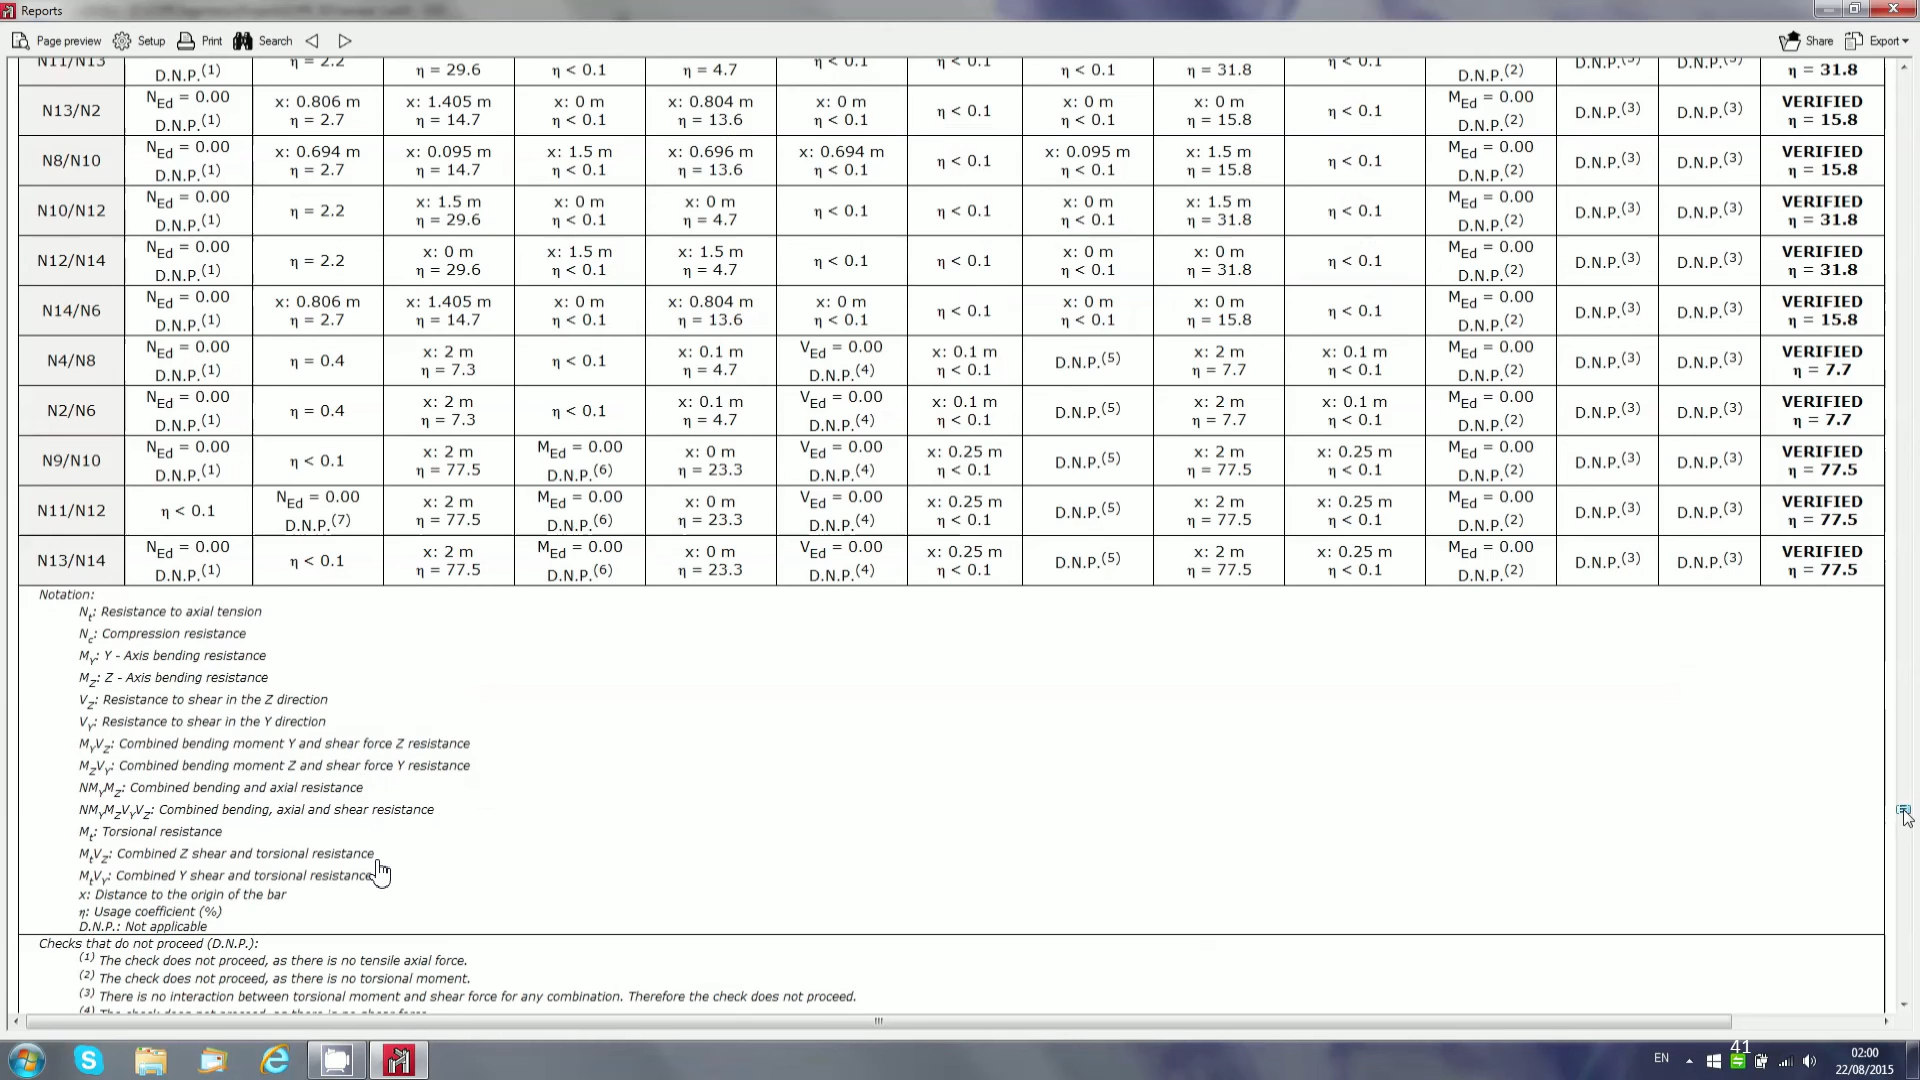 Reports
Page preview Setup Print Search Share Export
N11/N13 D.N.P.(1) η = 2.2 η = 29.6 η < 0.1 η = 4.7 η < 0.1 η < 0.1 η < 0.1 η = 31.8 η < 0.1 D.N.P.(2) D.N.P.(3) D.N.P.(3) η = 31.8
NEd = 0.00 x: 0.806 m x: 1.405 m x: 0 m x: 0.804 m x: 0 m x: 0 m x: 0 m MEd = 0.00 VERIFIED
N13/N2 D.N.P.(1) η = 2.7 η = 14.7 η < 0.1 η = 13.6 η < 0.1 η < 0.1 η < 0.1 η = 15.8 η < 0.1 D.N.P.(2) D.N.P.(3) D.N.P.(3) η = 15.8
NEd = 0.00 x: 0.694 m x: 0.095 m x: 1.5 m x: 0.696 m x: 0.694 m x: 0.095 m x: 1.5 m MEd = 0.00 VERIFIED
N8/N10 D.N.P.(1) η = 2.7 η = 14.7 η < 0.1 η = 13.6 η < 0.1 η < 0.1 η < 0.1 η = 15.8 η < 0.1 D.N.P.(2) D.N.P.(3) D.N.P.(3) η = 15.8
NEd = 0.00 x: 1.5 m x: 0 m x: 0 m x: 0 m x: 1.5 m MEd = 0.00 VERIFIED
N10/N12 D.N.P.(1) η = 2.2 η = 29.6 η < 0.1 η = 4.7 η < 0.1 η < 0.1 η < 0.1 η = 31.8 η < 0.1 D.N.P.(2) D.N.P.(3) D.N.P.(3) η = 31.8
NEd = 0.00 x: 0 m x: 1.5 m x: 1.5 m x: 0 m x: 0 m MEd = 0.00 VERIFIED
N12/N14 D.N.P.(1) η = 2.2 η = 29.6 η < 0.1 η = 4.7 η < 0.1 η < 0.1 η < 0.1 η = 31.8 η < 0.1 D.N.P.(2) D.N.P.(3) D.N.P.(3) η = 31.8
NEd = 0.00 x: 0.806 m x: 1.405 m x: 0 m x: 0.804 m x: 0 m x: 0 m x: 0 m MEd = 0.00 VERIFIED
N14/N6 D.N.P.(1) η = 2.7 η = 14.7 η < 0.1 η = 13.6 η < 0.1 η < 0.1 η < 0.1 η = 15.8 η < 0.1 D.N.P.(2) D.N.P.(3) D.N.P.(3) η = 15.8
NEd = 0.00 x: 2 m x: 0.1 m VEd = 0.00 x: 0.1 m x: 2 m x: 0.1 m MEd = 0.00 VERIFIED
N4/N8 D.N.P.(1) η = 0.4 η = 7.3 η < 0.1 η = 4.7 D.N.P.(4) η < 0.1 D.N.P.(5) η = 7.7 η < 0.1 D.N.P.(2) D.N.P.(3) D.N.P.(3) η = 7.7
NEd = 0.00 x: 2 m x: 0.1 m VEd = 0.00 x: 0.1 m x: 2 m x: 0.1 m MEd = 0.00 VERIFIED
N2/N6 D.N.P.(1) η = 0.4 η = 7.3 η < 0.1 η = 4.7 D.N.P.(4) η < 0.1 D.N.P.(5) η = 7.7 η < 0.1 D.N.P.(2) D.N.P.(3) D.N.P.(3) η = 7.7
NEd = 0.00 x: 2 m MEd = 0.00 x: 0 m VEd = 0.00 x: 0.25 m x: 2 m x: 0.25 m MEd = 0.00 VERIFIED
N9/N10 D.N.P.(1) η < 0.1 η = 77.5 D.N.P.(6) η = 23.3 D.N.P.(4) η < 0.1 D.N.P.(5) η = 77.5 η < 0.1 D.N.P.(2) D.N.P.(3) D.N.P.(3) η = 77.5
NEd = 0.00 x: 2 m MEd = 0.00 x: 0 m VEd = 0.00 x: 0.25 m x: 2 m x: 0.25 m MEd = 0.00 VERIFIED
N11/N12 η < 0.1 D.N.P.(7) η = 77.5 D.N.P.(6) η = 23.3 D.N.P.(4) η < 0.1 D.N.P.(5) η = 77.5 η < 0.1 D.N.P.(2) D.N.P.(3) D.N.P.(3) η = 77.5
NEd = 0.00 x: 2 m MEd = 0.00 x: 0 m VEd = 0.00 x: 0.25 m x: 2 m x: 0.25 m MEd = 0.00 VERIFIED
N13/N14 D.N.P.(1) η < 0.1 η = 77.5 D.N.P.(6) η = 23.3 D.N.P.(4) η < 0.1 D.N.P.(5) η = 77.5 η < 0.1 D.N.P.(2) D.N.P.(3) D.N.P.(3) η = 77.5
Notation:
Nt: Resistance to axial tension
Nc: Compression resistance
MY: Y - Axis bending resistance
MZ: Z - Axis bending resistance
VZ: Resistance to shear in the Z direction
VY: Resistance to shear in the Y direction
MYVZ: Combined bending moment Y and shear force Z resistance
MZVY: Combined bending moment Z and shear force Y resistance
NMYMZ: Combined bending and axial resistance
NMYMZVYVZ: Combined bending, axial and shear resistance
Mt: Torsional resistance
MtVZ: Combined Z shear and torsional resistance
MtVY: Combined Y shear and torsional resistance
x: Distance to the origin of the bar
η: Usage coefficient (%)
D.N.P.: Not applicable
Checks that do not proceed (D.N.P.):
(1) The check does not proceed, as there is no tensile axial force.
(2) The check does not proceed, as there is no torsional moment.
(3) There is no interaction between torsional moment and shear force for any combination. Therefore the check does not proceed.
EN 41 02:00
22/08/2015